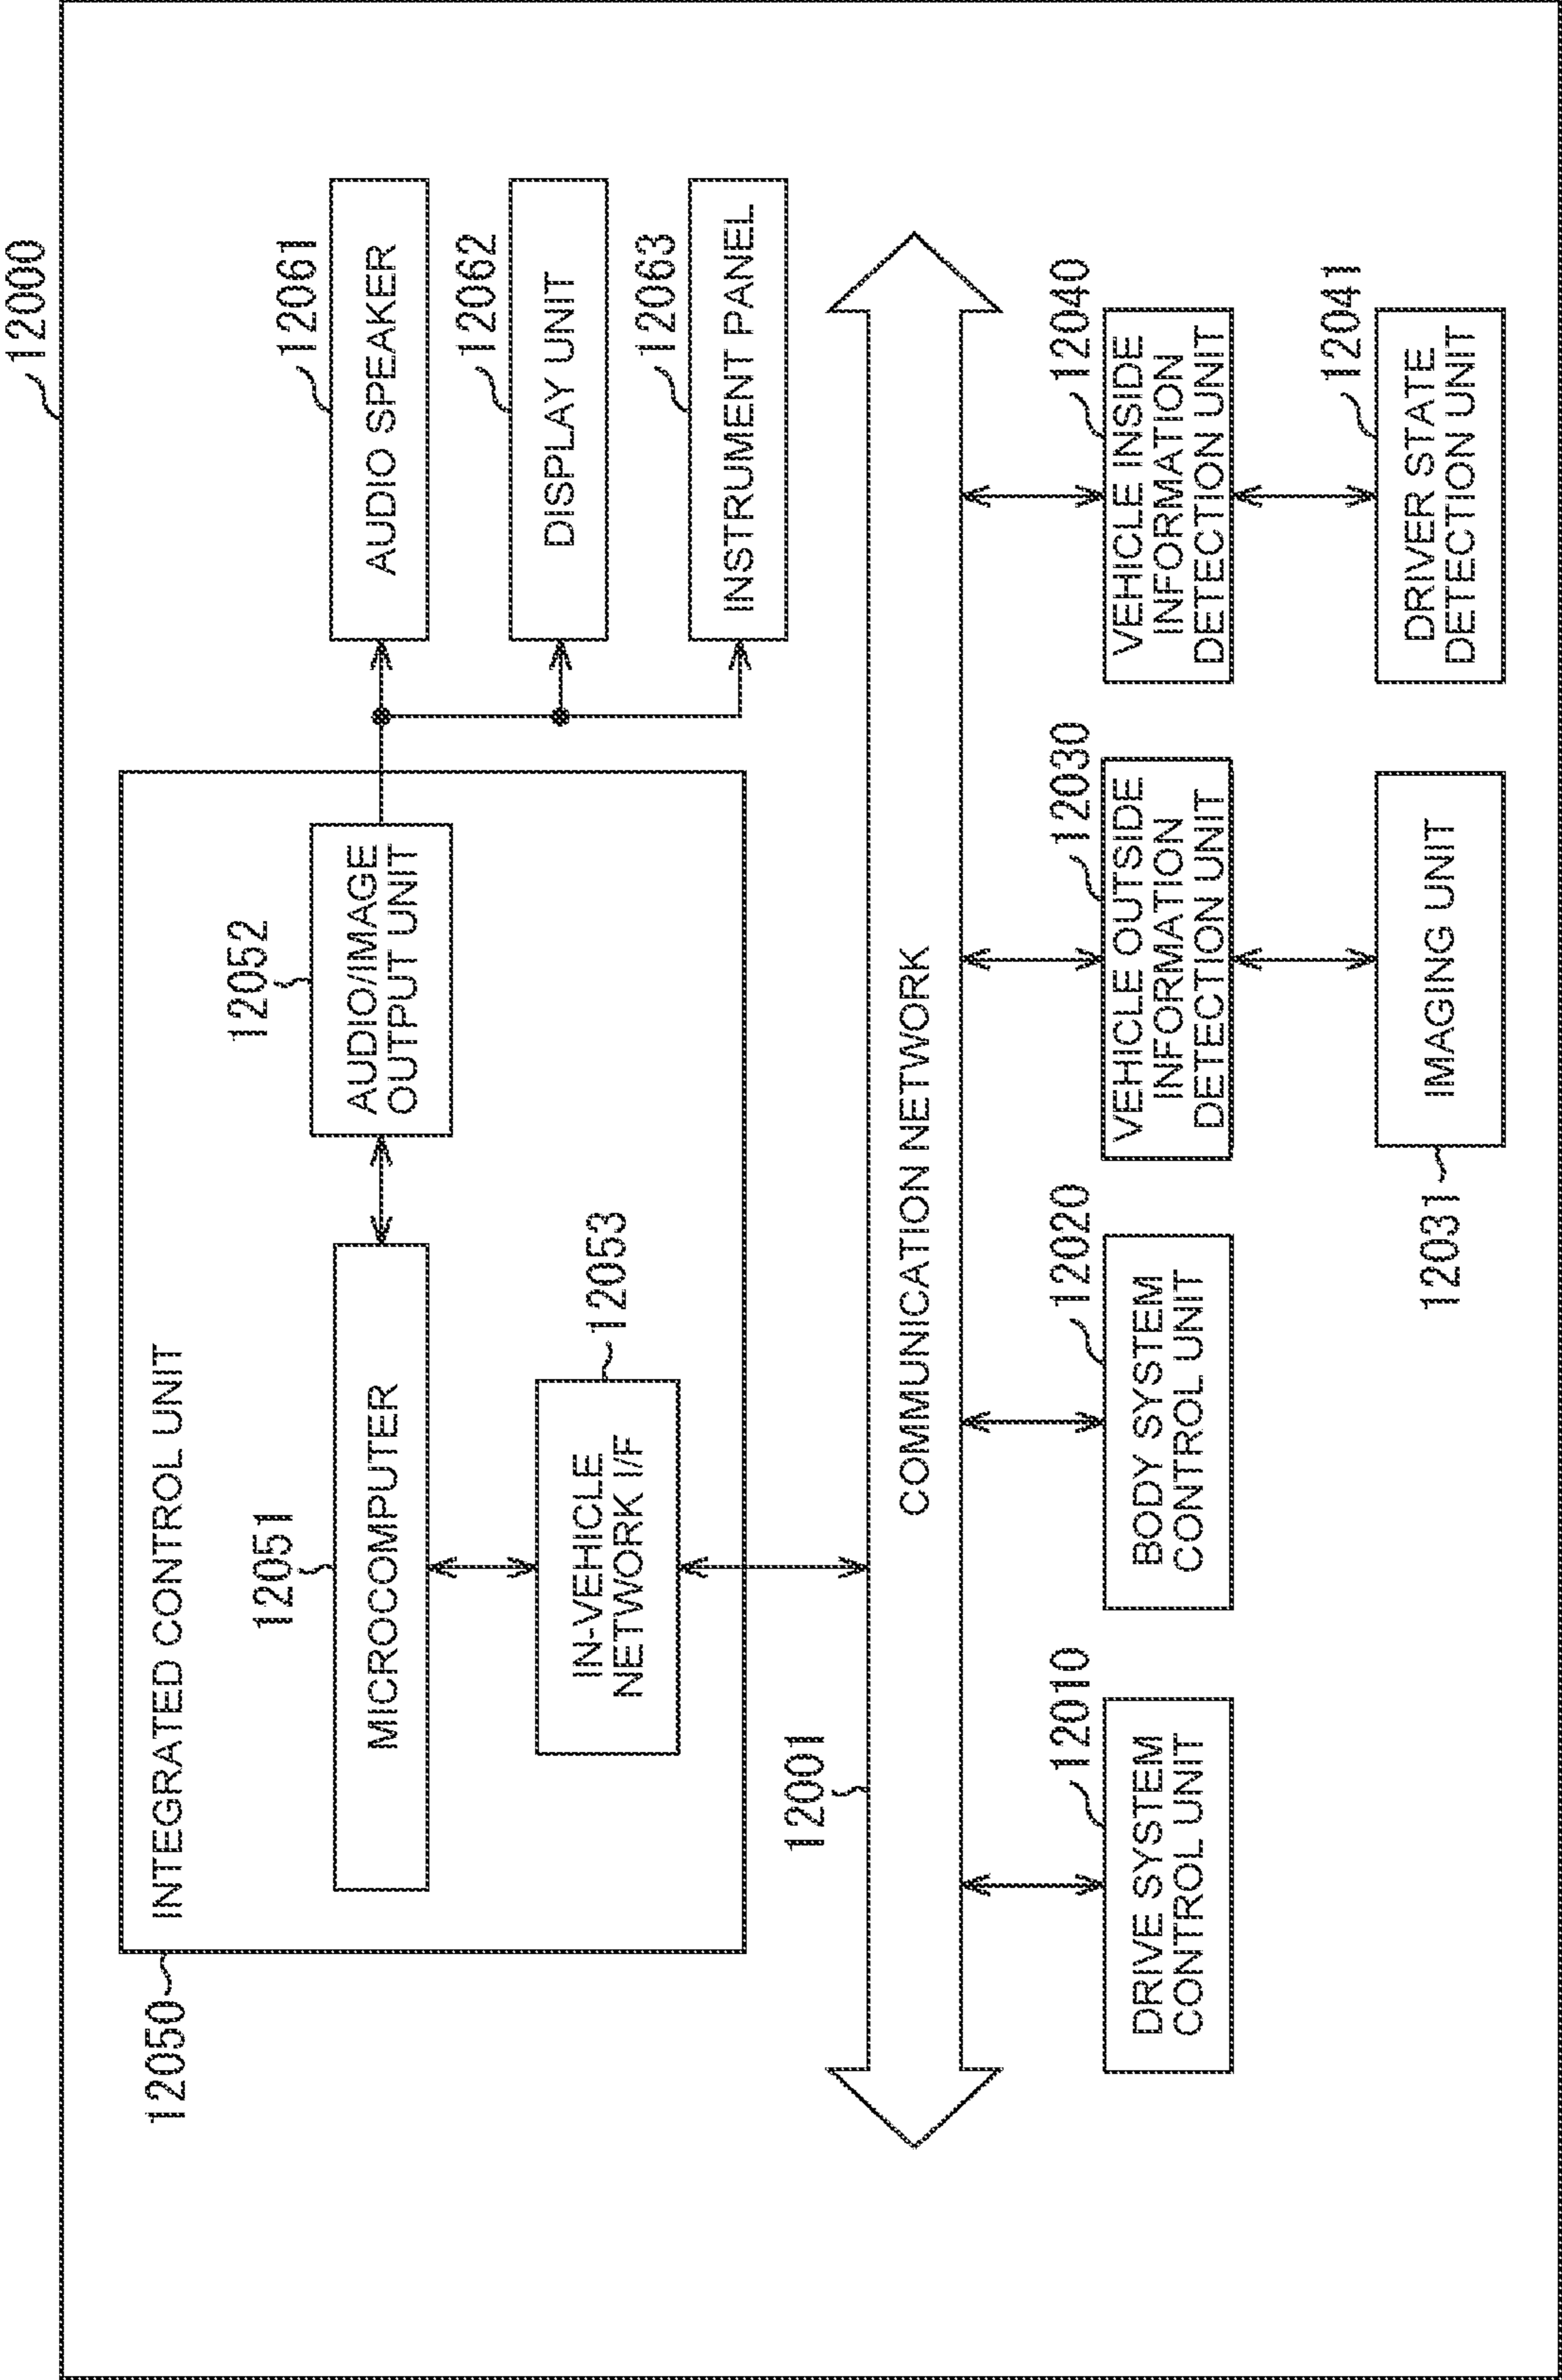 12000
12050
INTEGRATED CONTROL UNIT
12051
MICROCOMPUTER
12052
AUDIO/IMAGE
OUTPUT UNIT
12053
IN-VEHICLE
NETWORK I/F
12061
AUDIO SPEAKER
12062
DISPLAY UNIT
12063
INSTRUMENT PANEL
12001
COMMUNICATION NETWORK
12010
DRIVE SYSTEM
CONTROL UNIT
12020
BODY SYSTEM
CONTROL UNIT
12030
VEHICLE OUTSIDE
INFORMATION
DETECTION UNIT
12040
VEHICLE INSIDE
INFORMATION
DETECTION UNIT
12031
IMAGING UNIT
12041
DRIVER STATE
DETECTION UNIT